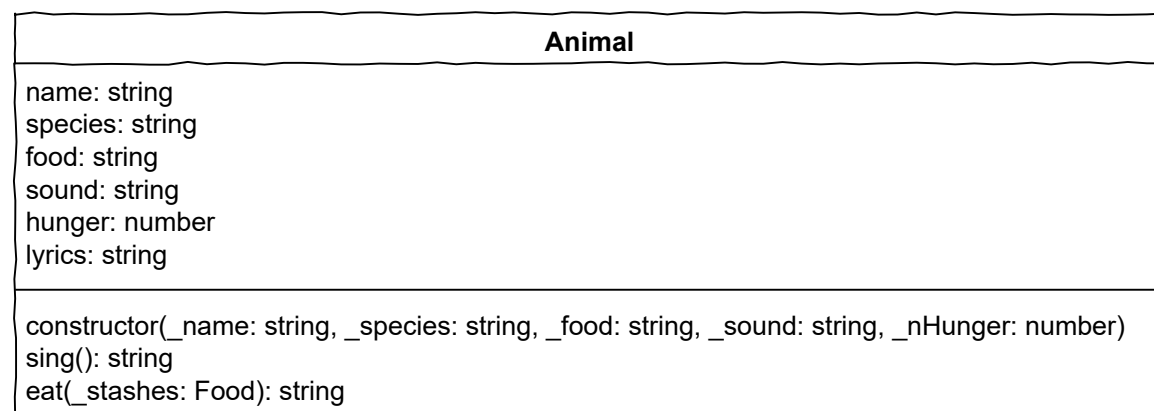 Animal
name: string
species: string
food: string
sound: string
hunger: number
lyrics: string
constructor(_name: string, _species: string, _food: string, _sound: string, _nHunger: number)
sing(): string
eat(_stashes: Food): string